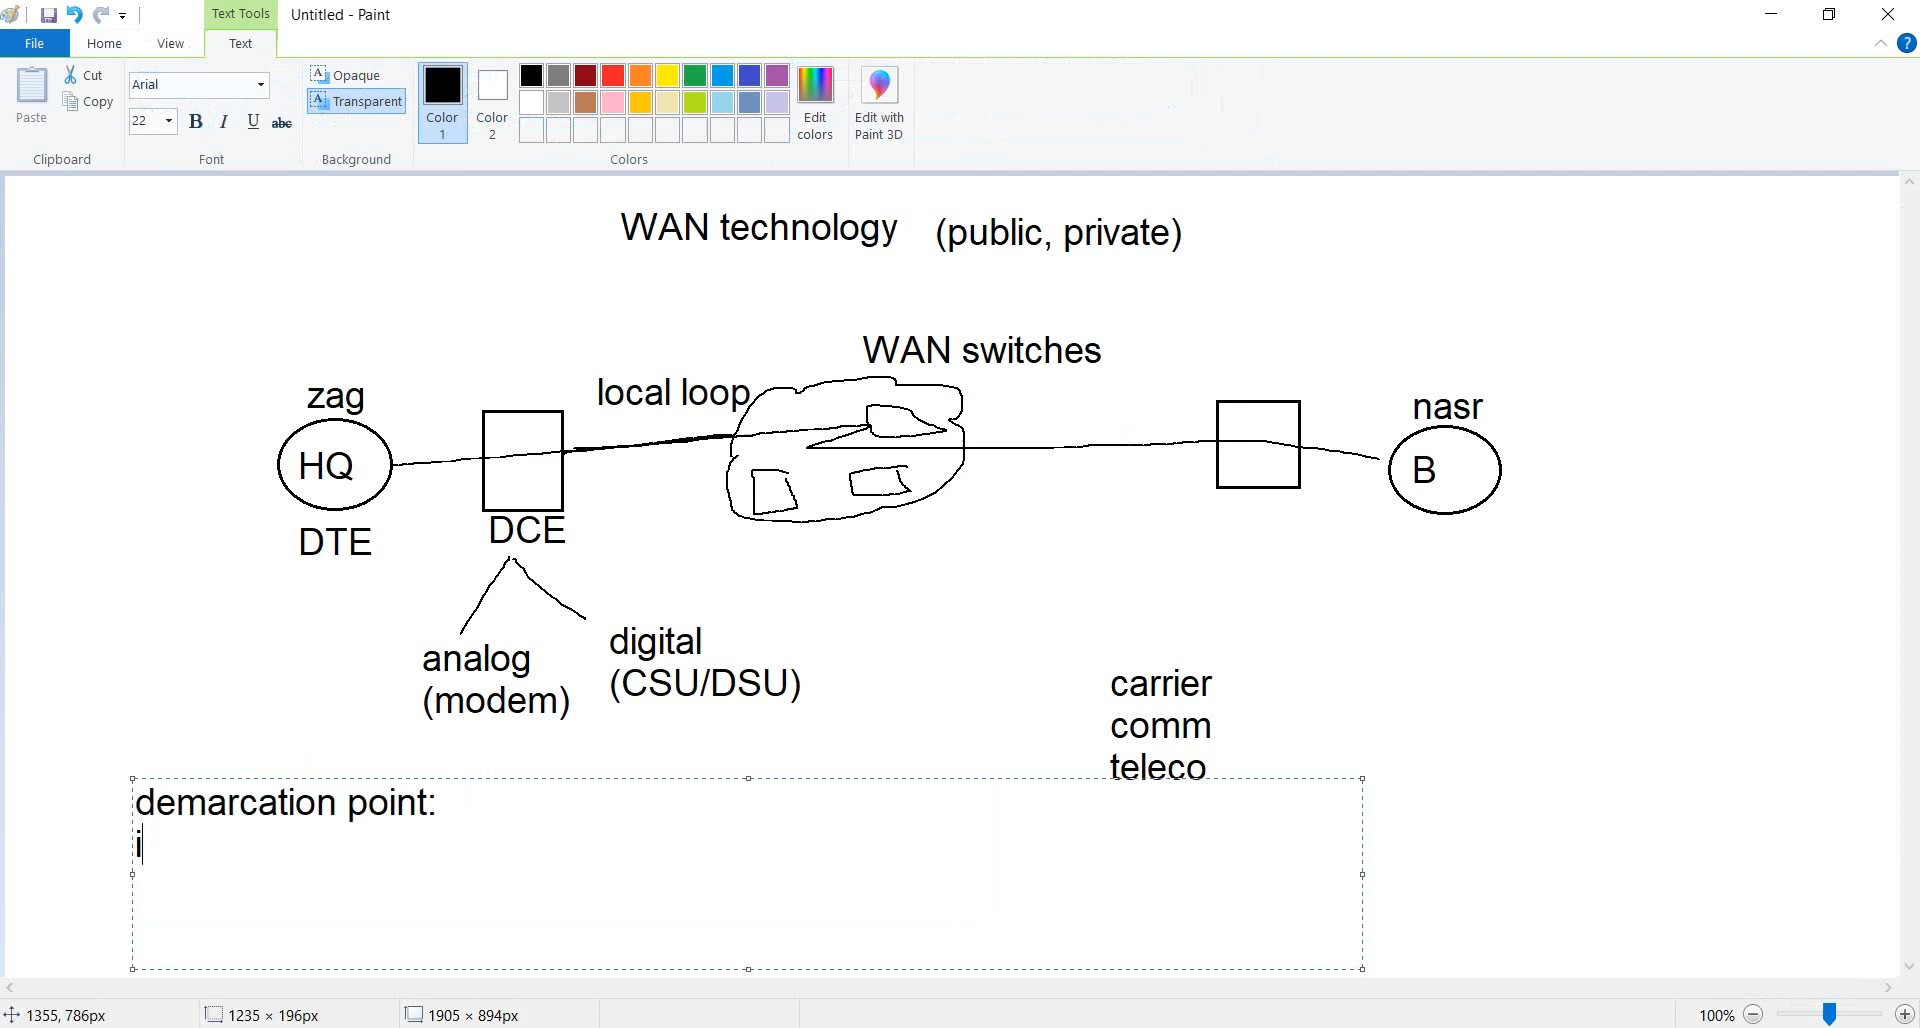 Text Tools
Untitled - Paint
File
Home
View
Text
Paste
Cut
Copy
Clipboard
Arial
22
B
I
U
abc
Font
Opaque
Transparent
Background
Color
1
Color
2
Edit
colors
Edit with
Paint 3D
Colors
?
WAN technology
(public, private)
WAN switches
zag
local loop
nasr
HQ
B
DTE
DCE
analog
(modem)
digital
(CSU/DSU)
carrier
comm
teleco
demarcation point:
i
1355, 786px
1235 × 196px
1905 × 894px
100%